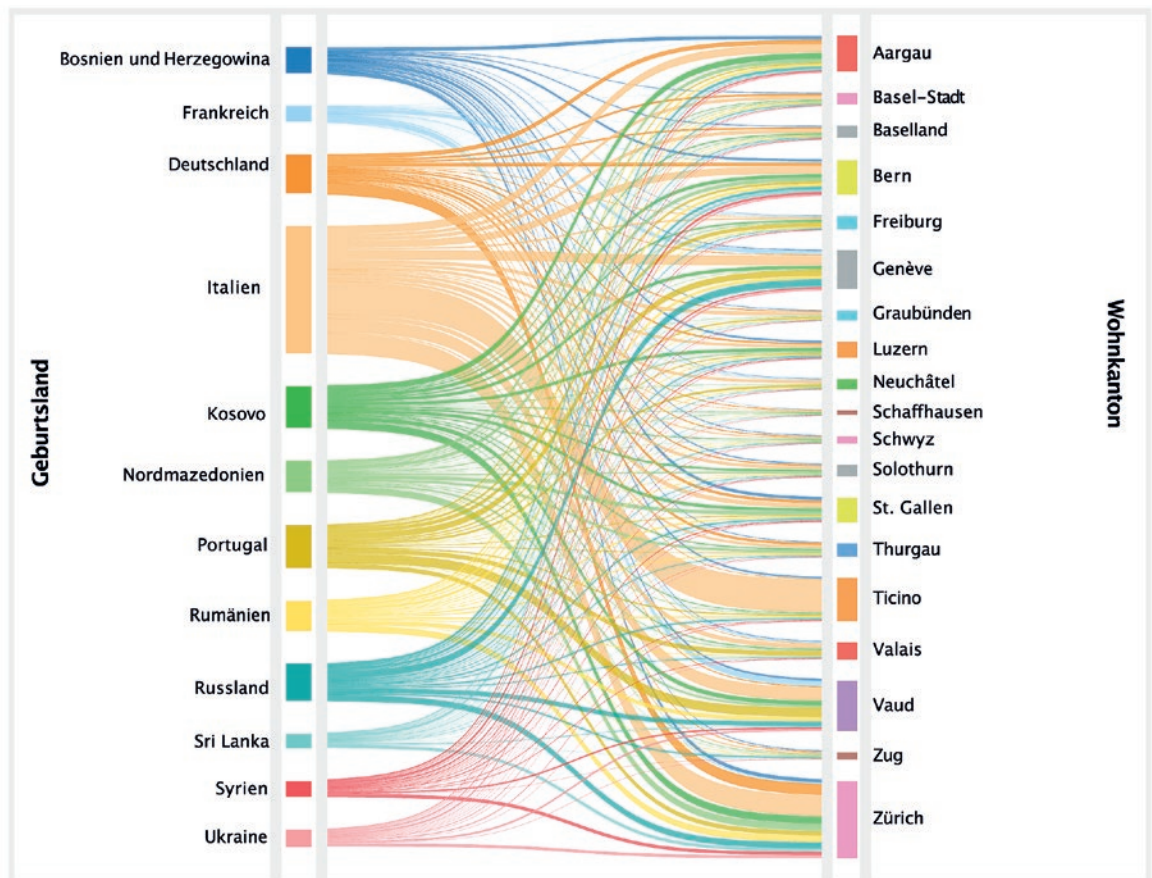 Geburtsland
Bosnien und Herzegowina
Frankreich
Deutschland
Italien
Kosovo
Nordmazedonien
Portugal
Rumänien
Russland
Sri Lanka
Syrien
Ukraine
Aargau
Basel-Stadt
Baselland
Bern
Freiburg
Genève
Graubünden
Luzern
Neuchâtel
Schaffhausen
Schwyz
Solothurn
St. Gallen
Thurgau
Ticino
Valais
Vaud
Zug
Zürich
Wohnkanton